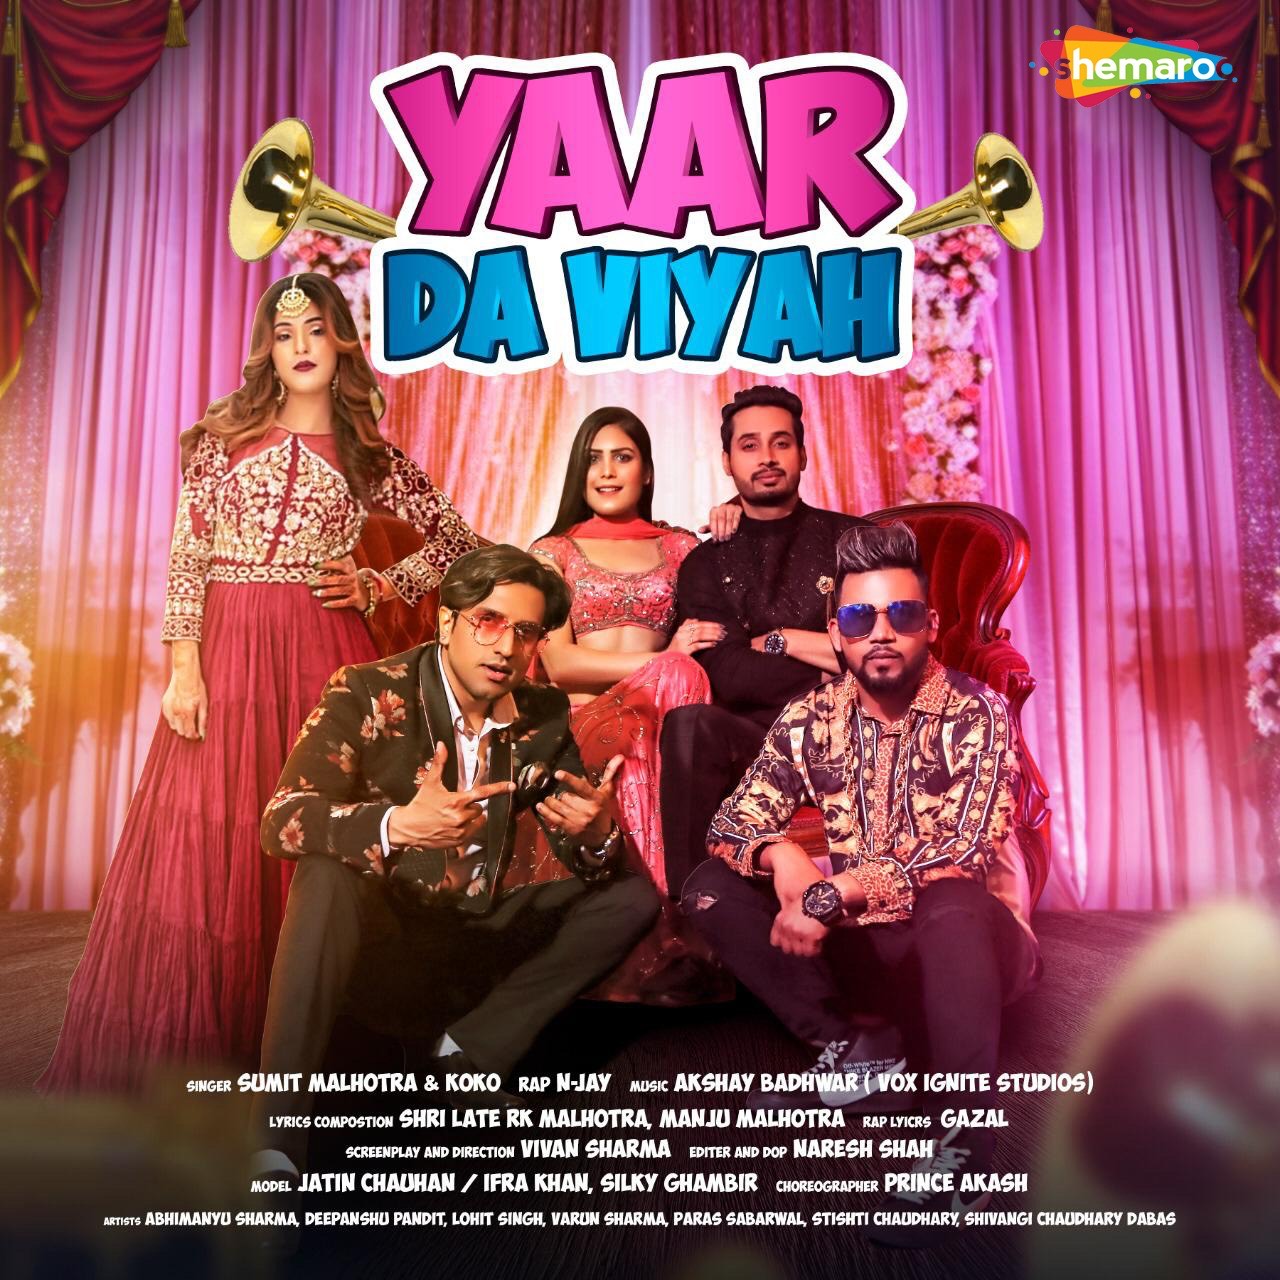 shemaroo
YAAR
DA VIYAH
SINGER SUMIT MALHOTRA & KOKO RAP N-JAY MUSIC AKSHAY BADHWAR ( VOX IGNITE STUDIOS)
LYRICS COMPOSTION SHRI LATE RK MALHOTRA, MANJU MALHOTRA RAP LYICRS GAZAL
SCREENPLAY AND DIRECTION VIVAN SHARMA EDITER AND DOP NARESH SHAH
MODEL JATIN CHAUHAN / IFRA KHAN, SILKY GHAMBIR CHOREOGRAPHER PRINCE AKASH
ARTISTS ABHIMANYU SHARMA, DEEPANSHU PANDIT, LOHIT SINGH, VARUN SHARMA, PARAS SABARWAL, STISHTI CHAUDHARY, SHIVANGI CHAUDHARY DABAS